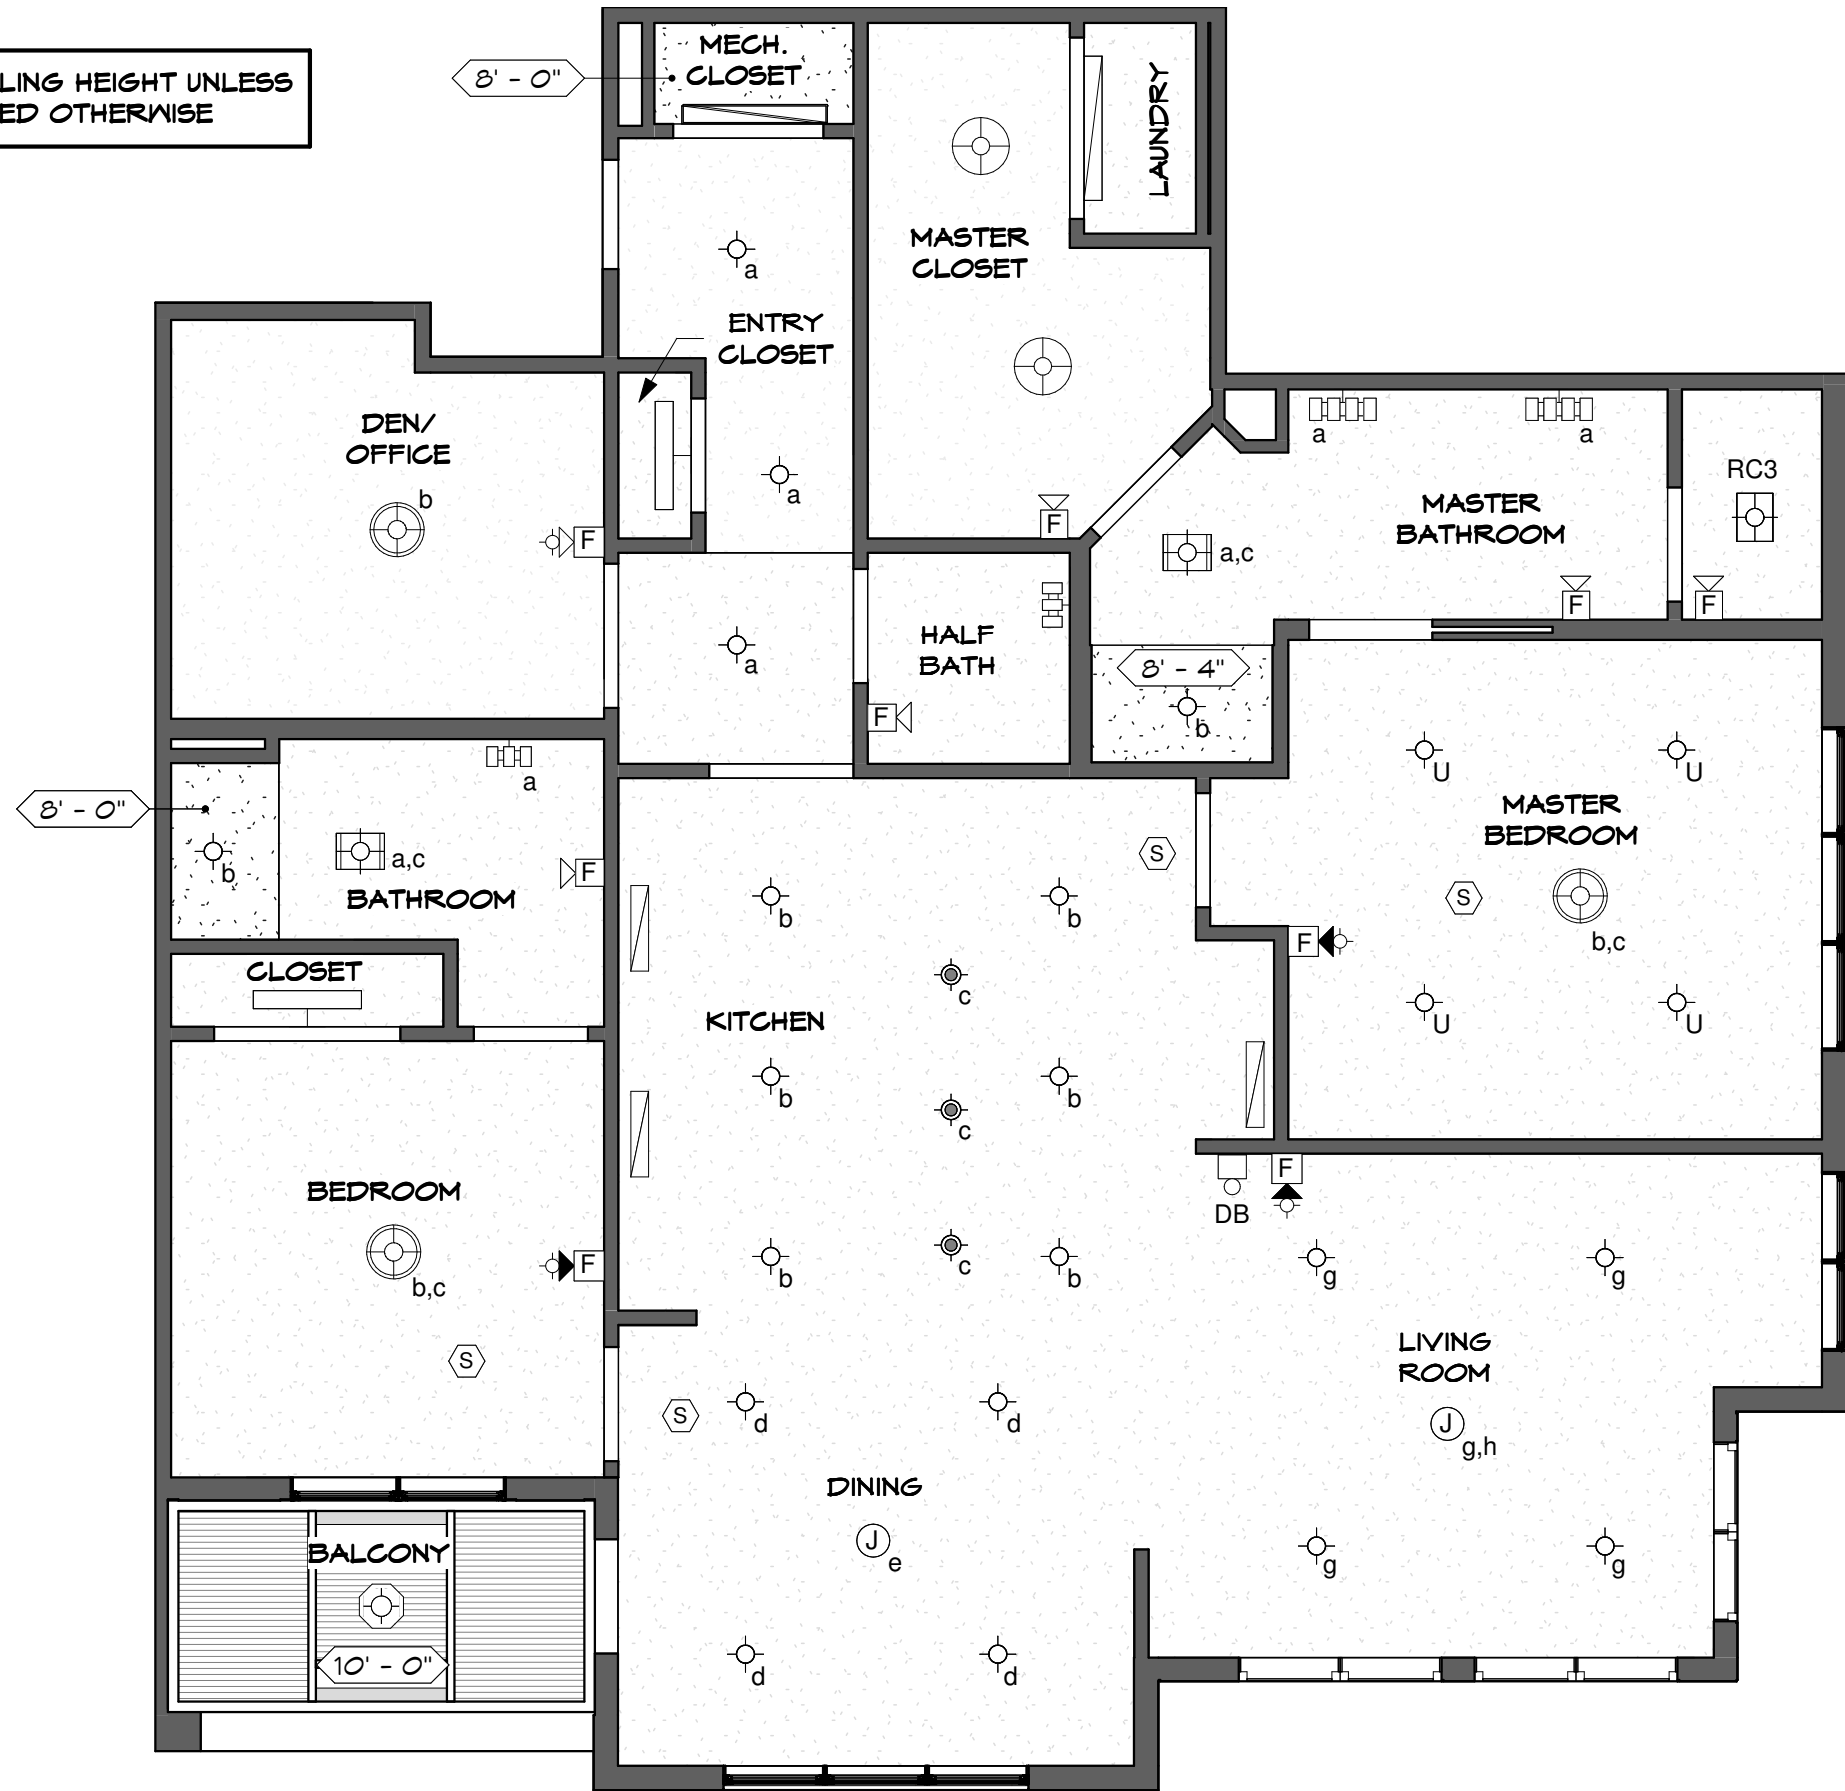 LING HEIGHT UNLESS
ED OTHERWISE
8' - 0"
MECH.
CLOSET
LAUNDRY
MASTER
CLOSET
a
ENTRY
CLOSET
DEN/
OFFICE
b
F
a
F
a
a
RC3
MASTER
BATHROOM
a,c
F
F
a
HALF
BATH
F
8' - 4"
b
U
U
a
8' - 0"
b
a,c
BATHROOM
F
MASTER
BEDROOM
S
S
b,c
F
b
b
CLOSET
c
KITCHEN
U
U
b
b
c
BEDROOM
b,c
F
F
DB
b
c
b
g
g
S
S
d
d
LIVING
ROOM
J
g,h
DINING
J
e
BALCONY
10' - 0"
g
g
d
d